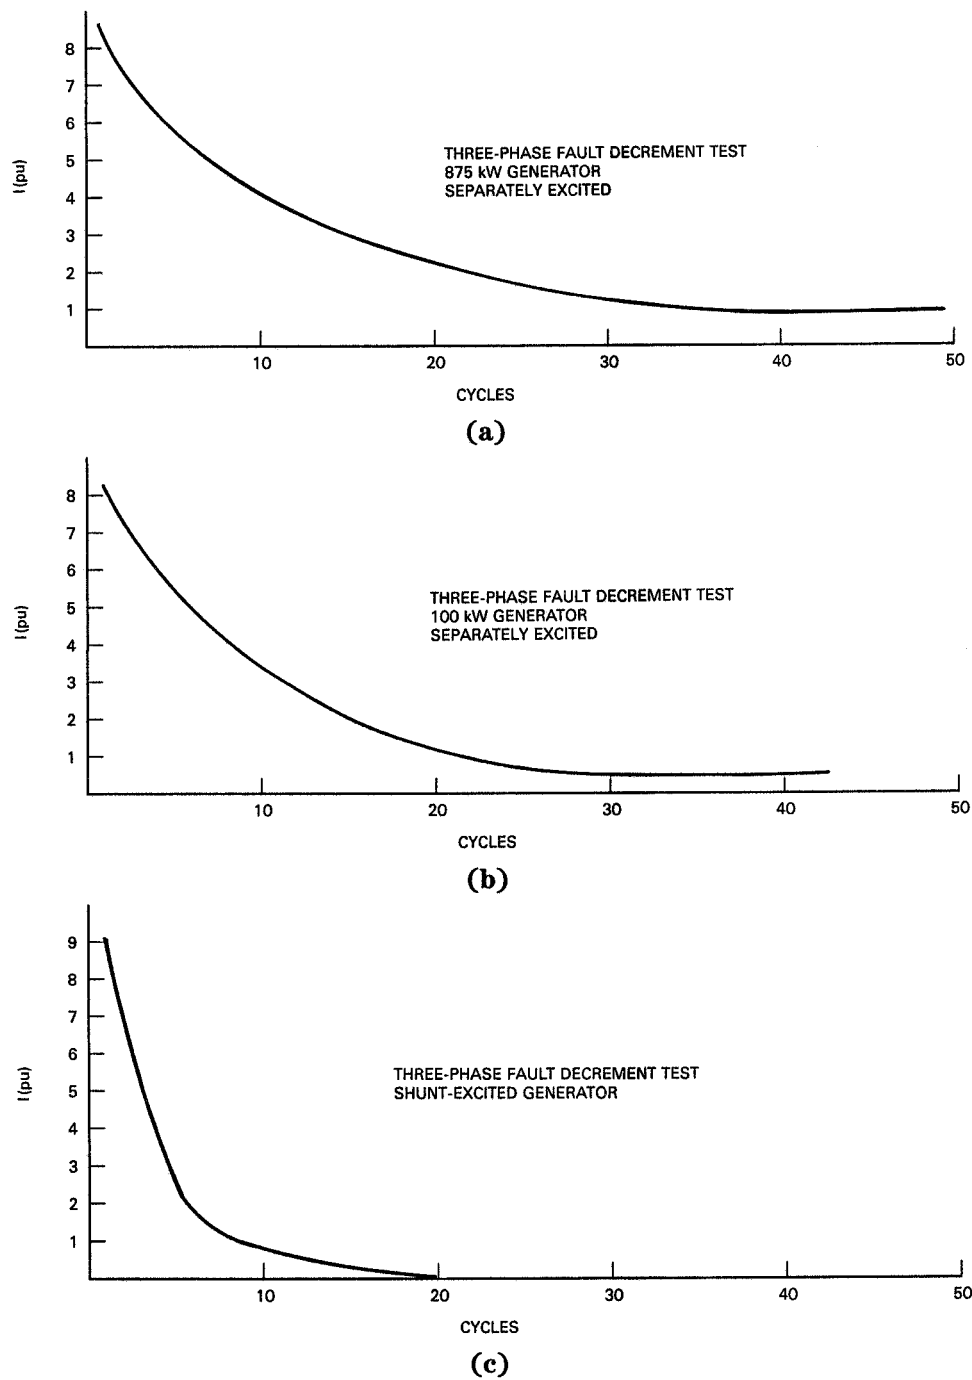 8
7
6
5
4
3
2
1
I (pu)
THREE-PHASE FAULT DECREMENT TEST
875 kW GENERATOR
SEPARATELY EXCITED
10 20 30 40 50
CYCLES
(a)
8
7
6
5
4
3
2
1
I (pu)
THREE-PHASE FAULT DECREMENT TEST
100 kW GENERATOR
SEPARATELY EXCITED
10 20 30 40 50
CYCLES
(b)
9
8
7
6
5
4
3
2
1
I (pu)
THREE-PHASE FAULT DECREMENT TEST
SHUNT-EXCITED GENERATOR
10 20 30 40 50
CYCLES
(c)